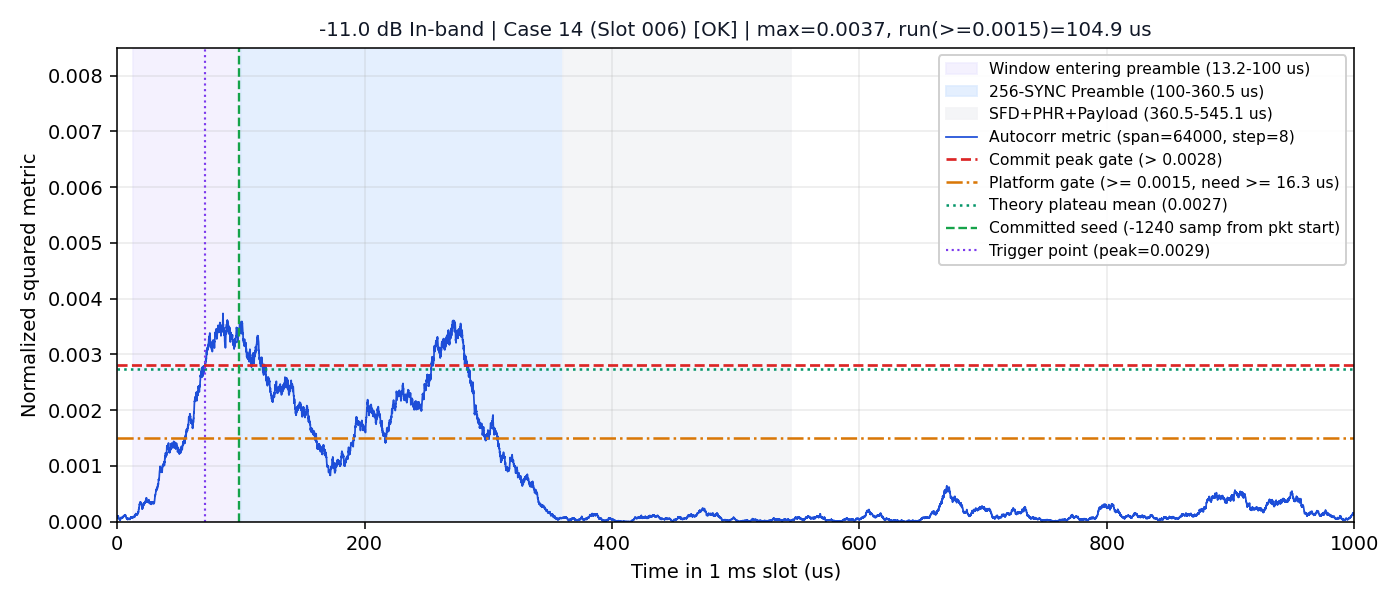 -11.0 dB In-band | Case 14 (Slot 006) [OK] | max=0.0037, run(>=0.0015)=104.9 us
Normalized squared metric
0.008
0.007
0.006
0.005
0.004
0.003
0.002
0.001
0.000
Window entering preamble (13.2-100 us)
256-SYNC Preamble (100-360.5 us)
SFD+PHR+Payload (360.5-545.1 us)
Autocorr metric (span=64000, step=8)
Commit peak gate (> 0.0028)
Platform gate (>= 0.0015, need >= 16.3 us)
Theory plateau mean (0.0027)
Committed seed (-1240 samp from pkt start)
Trigger point (peak=0.0029)
0 200 400 600 800 1000
Time in 1 ms slot (us)